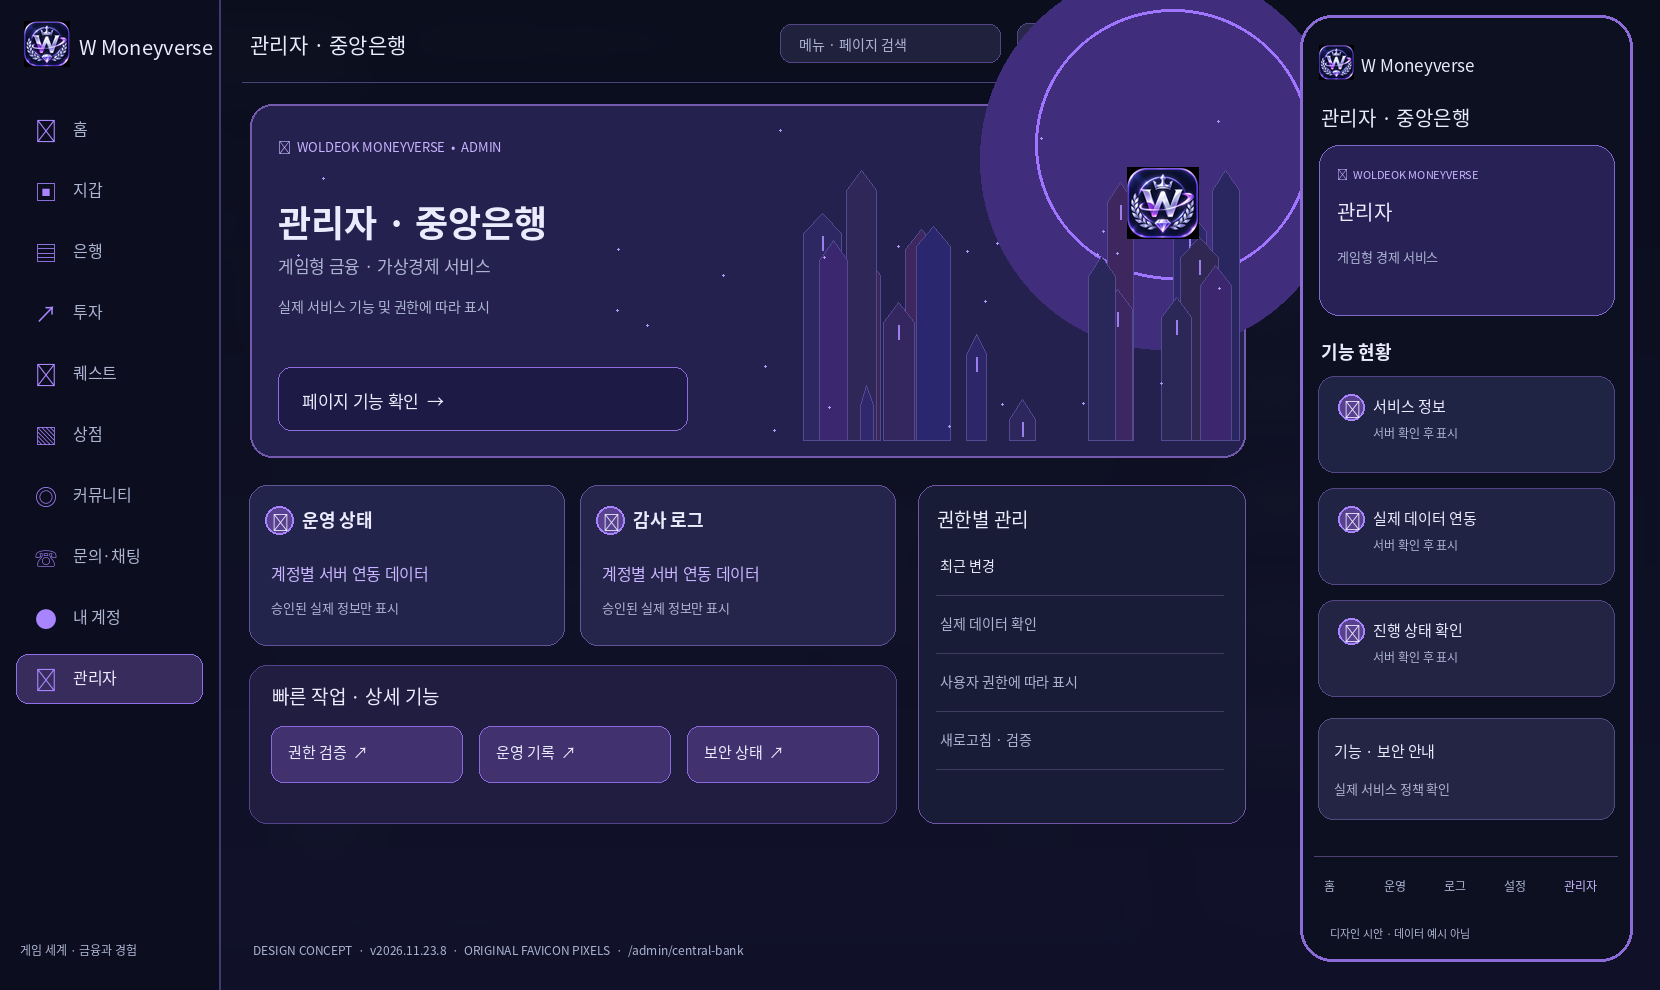 W Moneyverse
홈
지갑
은행
투자
퀘스트
상점
커뮤니티
문의·채팅
내 계정
관리자
게임 세계 · 금융과 경험
관리자 · 중앙은행
메뉴 · 페이지 검색
WOLDEOK MONEYVERSE • ADMIN
관리자 · 중앙은행
게임형 금융 · 가상경제 서비스
실제 서비스 기능 및 권한에 따라 표시
페이지 기능 확인 →
W
운영 상태
계정별 서버 연동 데이터
승인된 실제 정보만 표시
감사 로그
계정별 서버 연동 데이터
승인된 실제 정보만 표시
권한별 관리
최근 변경
실제 데이터 확인
사용자 권한에 따라 표시
새로고침 · 검증
빠른 작업 · 상세 기능
권한 검증 ↗
운영 기록 ↗
보안 상태 ↗
DESIGN CONCEPT · v2026.11.23.8 · ORIGINAL FAVICON PIXELS · /admin/central-bank
W Moneyverse
관리자 · 중앙은행
WOLDEOK MONEYVERSE
관리자
게임형 경제 서비스
기능 현황
서비스 정보
서버 확인 후 표시
실제 데이터 연동
서버 확인 후 표시
진행 상태 확인
서버 확인 후 표시
기능 · 보안 안내
실제 서비스 정책 확인
홈 운영 로그 설정 관리자
디자인 시안 · 데이터 예시 아님